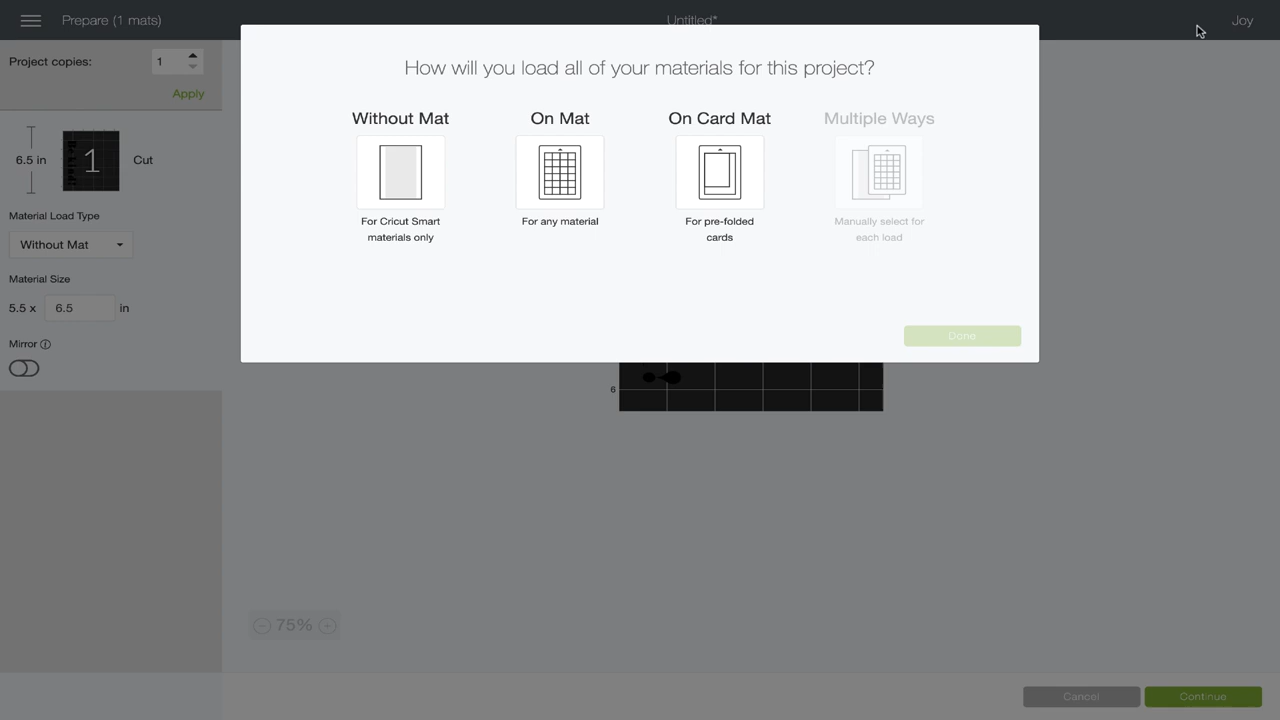 Prepare (1 mats)
Untitled*
Joy
Project copies:
1
Apply
6.5 in
1
Cut
Material Load Type
Without Mat
Material Size
5.5 x
6.5
in
Mirror
How will you load all of your materials for this project?
Without Mat
For Cricut Smart
materials only
On Mat
For any material
On Card Mat
For pre-folded
cards
Multiple Ways
Manually select for
each load
Done
6
75%
Cancel
Continue